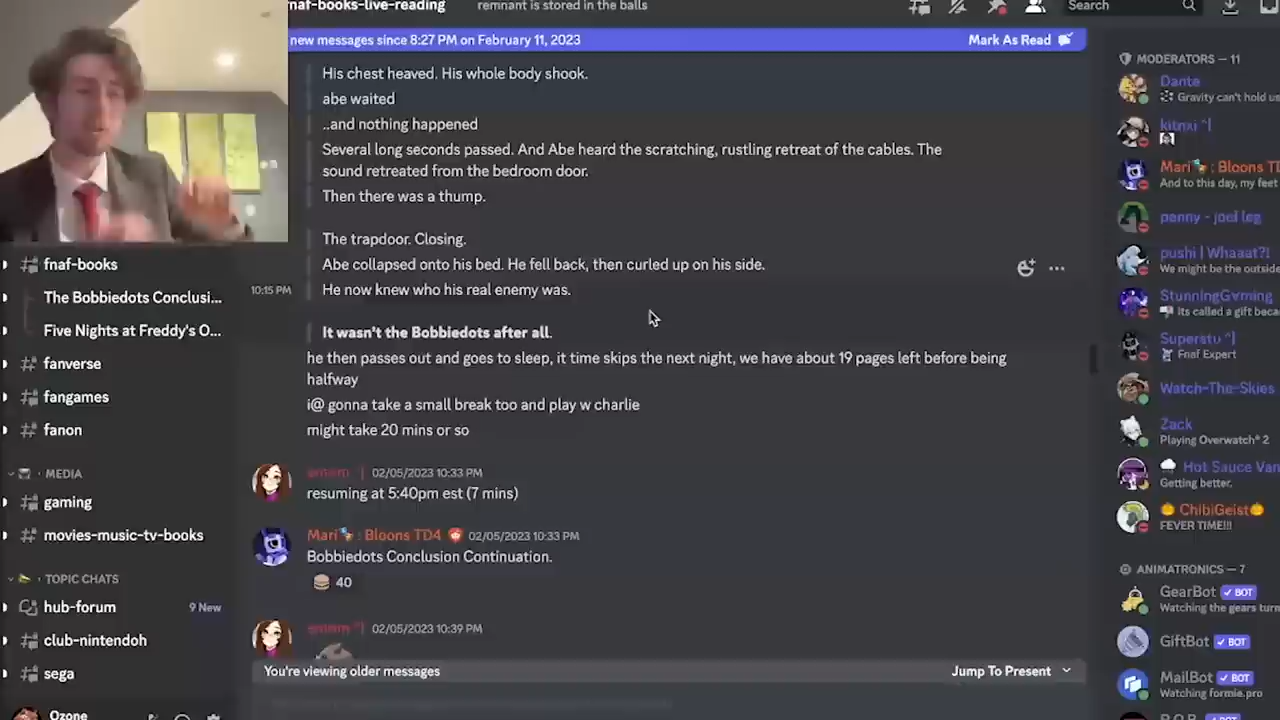 fnaf-books-live-reading
remnant is stored in the balls
Search
new messages since 8:27 PM on February 11, 2023
Mark As Read
His chest heaved. His whole body shook.
abe waited
..and nothing happened
Several long seconds passed. And Abe heard the scratching, rustling retreat of the cables. The
sound retreated from the bedroom door.
Then there was a thump.
The trapdoor. Closing.
Abe collapsed onto his bed. He fell back, then curled up on his side.
10:15 PM
He now knew who his real enemy was.
It wasn't the Bobbiedots after all.
he then passes out and goes to sleep, it time skips the next night, we have about 19 pages left before being
halfway
i@ gonna take a small break too and play w charlie
might take 20 mins or so
02/05/2023 10:33 PM
resuming at 5:40pm est (7 mins)
Mari : Bloons TD4 02/05/2023 10:33 PM
Bobbiedots Conclusion Continuation.
40
02/05/2023 10:39 PM
You're viewing older messages
Jump To Present
fnaf-books
The Bobbiedots Conclusi...
Five Nights at Freddy's O...
fanverse
fangames
fanon
MEDIA
gaming
movies-music-tv-books
TOPIC CHATS
hub-forum
9 New
club-nintendoh
sega
Ozone
MODERATORS — 11
Dante
Gravity can't hold us
kitnxi ^|
Mari : Bloons TD
And to this day, my feet
penny - joel leg
pushi | Whaaat?!
We might be the outside
StunningGvming
Its called a gift beca
Superstu ^|
Fnaf Expert
Watch-The-Skies
Zack
Playing Overwatch® 2
Hot Sauce Van
Getting better.
ChibiGeist
FEVER TIME!!!
ANIMATRONICS — 7
GearBot BOT
Watching the gears turn
GiftBot BOT
MailBot BOT
Watching formie.pro